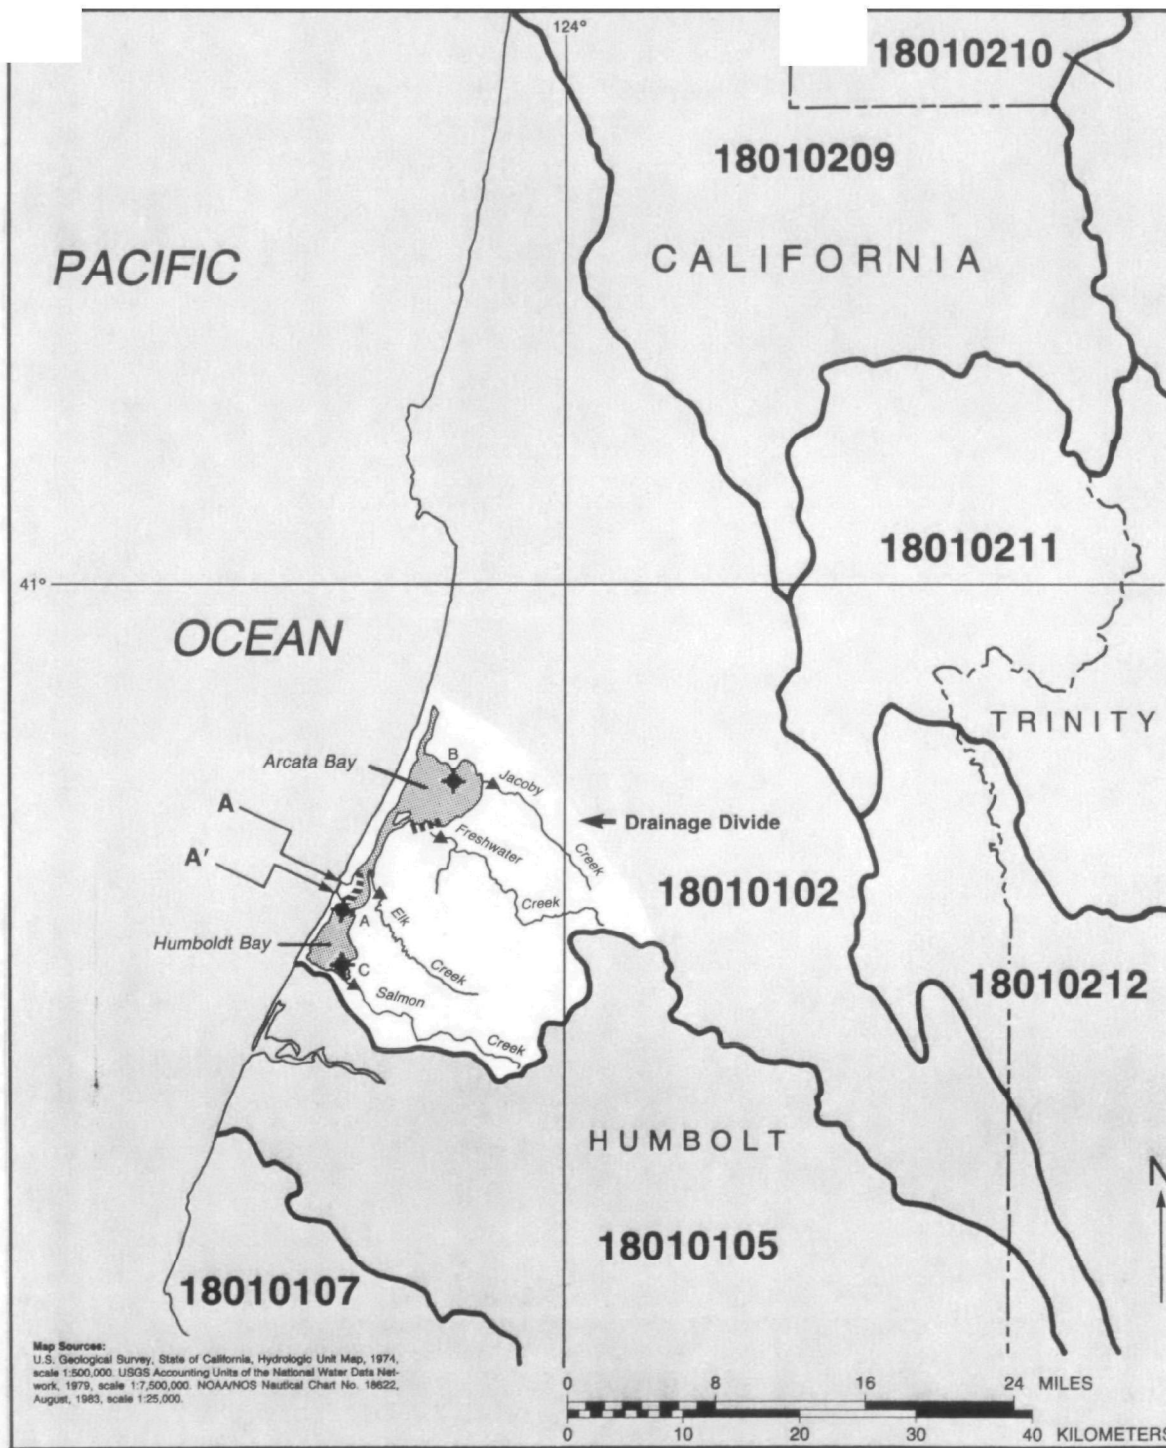 124°
18010210
18010209
PACIFIC
CALIFORNIA
18010211
41°
OCEAN
TRINITY
Arcata Bay
B
Jacoby
A
Drainage Divide
Freshwater
A'
Creek
18010102
Creek
A
Elk
Humboldt Bay
C
Creek
18010212
Salmon
Creek
HUMBOLT
N
18010105
18010107
Map Sources:
U.S. Geological Survey, State of California, Hydrologic Unit Map, 1974,
scale 1:500,000. USGS Accounting Units of the National Water Data Net-
work, 1979, scale 1:7,500,000. NOAA/NOS Nautical Chart No. 18622,
August, 1983, scale 1:25,000.
0 8 16 24 MILES
0 10 20 30 40 KILOMETERS